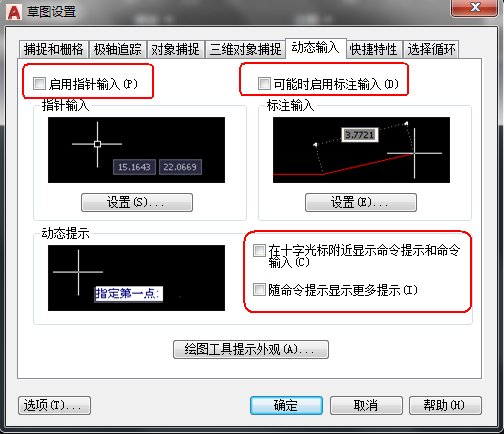 草图设置
捕捉和栅格 极轴追踪 对象捕捉 三维对象捕捉 动态输入 快捷特性 选择循环
启用指针输入(P) 可能时启用标注输入(D)
指针输入 标注输入
3.7721
15.1643 22.0669
设置(S)... 设置(E)...
动态提示
在十字光标附近显示命令提示和命令
输入(C)
指定第一点:
随命令提示显示更多提示(I)
绘图工具提示外观(A)...
选项(T)... 确定 取消 帮助(H)